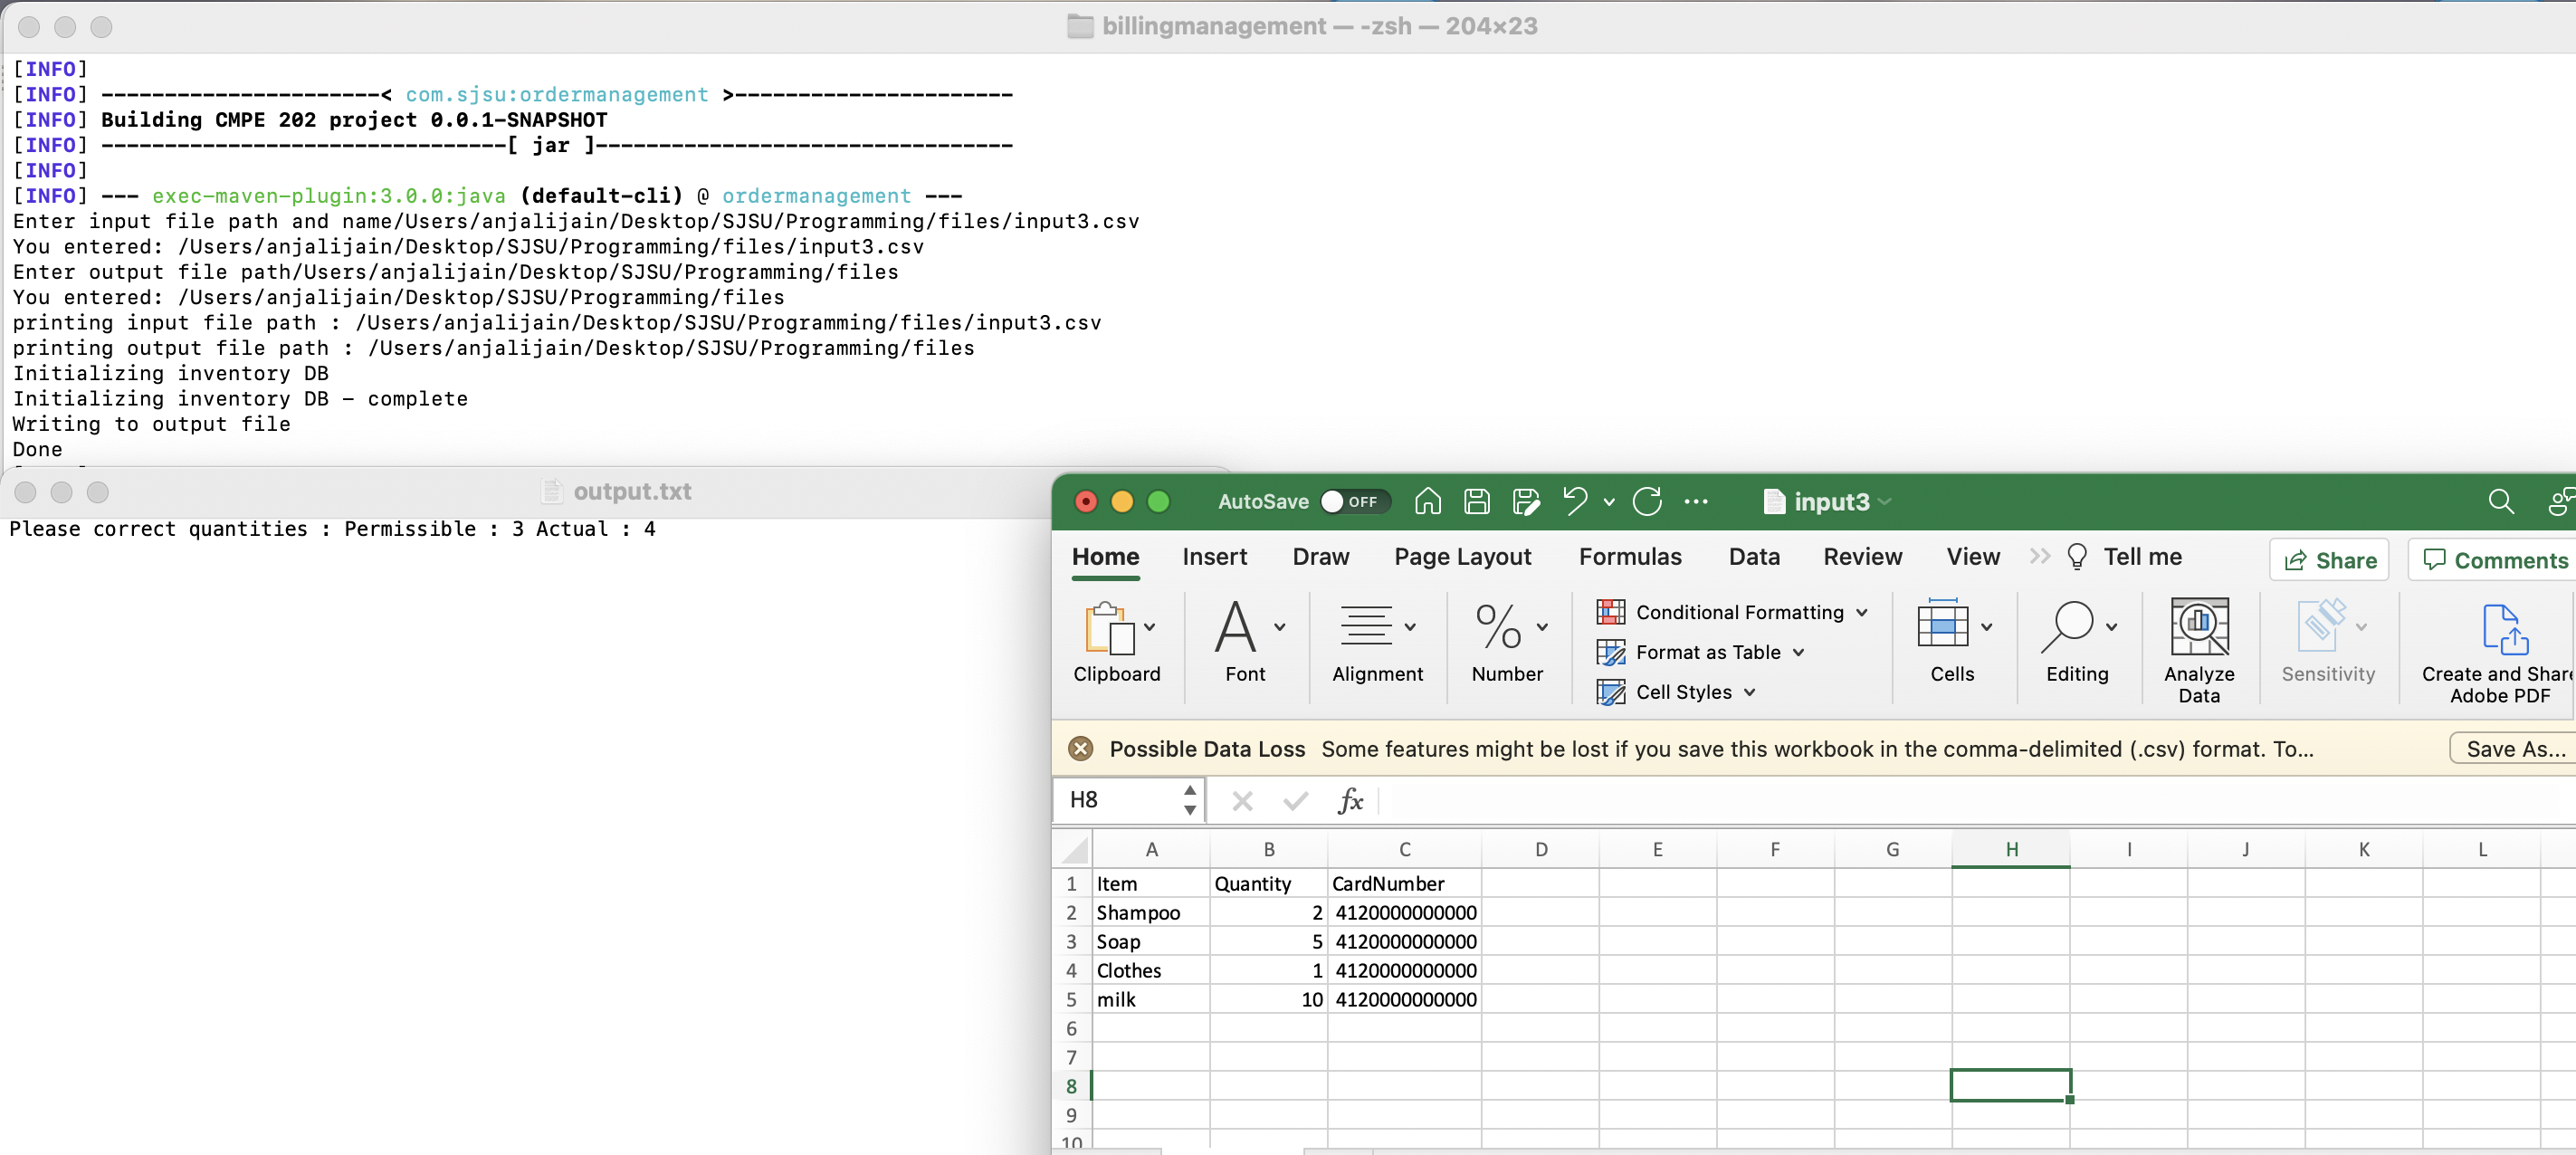 billingmanagement — -zsh — 204×23
[INFO]
[INFO] ----------------------< com.sjsu:ordermanagement >----------------------
[INFO] Building CMPE 202 project 0.0.1-SNAPSHOT
[INFO] --------------------------------[ jar ]---------------------------------
[INFO]
[INFO] --- exec-maven-plugin:3.0.0:java (default-cli) @ ordermanagement ---
Enter input file path and name/Users/anjalijain/Desktop/SJSU/Programming/files/input3.csv
You entered: /Users/anjalijain/Desktop/SJSU/Programming/files/input3.csv
Enter output file path/Users/anjalijain/Desktop/SJSU/Programming/files
You entered: /Users/anjalijain/Desktop/SJSU/Programming/files
printing input file path : /Users/anjalijain/Desktop/SJSU/Programming/files/input3.csv
printing output file path : /Users/anjalijain/Desktop/SJSU/Programming/files
Initializing inventory DB
Initializing inventory DB - complete
Writing to output file
Done
output.txt
Please correct quantities : Permissible : 3 Actual : 4
AutoSave OFF ••• input3
Home Insert Draw Page Layout Formulas Data Review View >> Tell me Share Comments
Clipboard Font Alignment Number
Conditional Formatting
Format as Table
Cell Styles
Cells Editing Analyze Data Sensitivity Create and Share Adobe PDF
Possible Data Loss Some features might be lost if you save this workbook in the comma-delimited (.csv) format. To... Save As...
H8 fx
A B C D E F G H I J K L
1 Item Quantity CardNumber
2 Shampoo 2 4120000000000
3 Soap 5 4120000000000
4 Clothes 1 4120000000000
5 milk 10 4120000000000
6
7
8
9
10